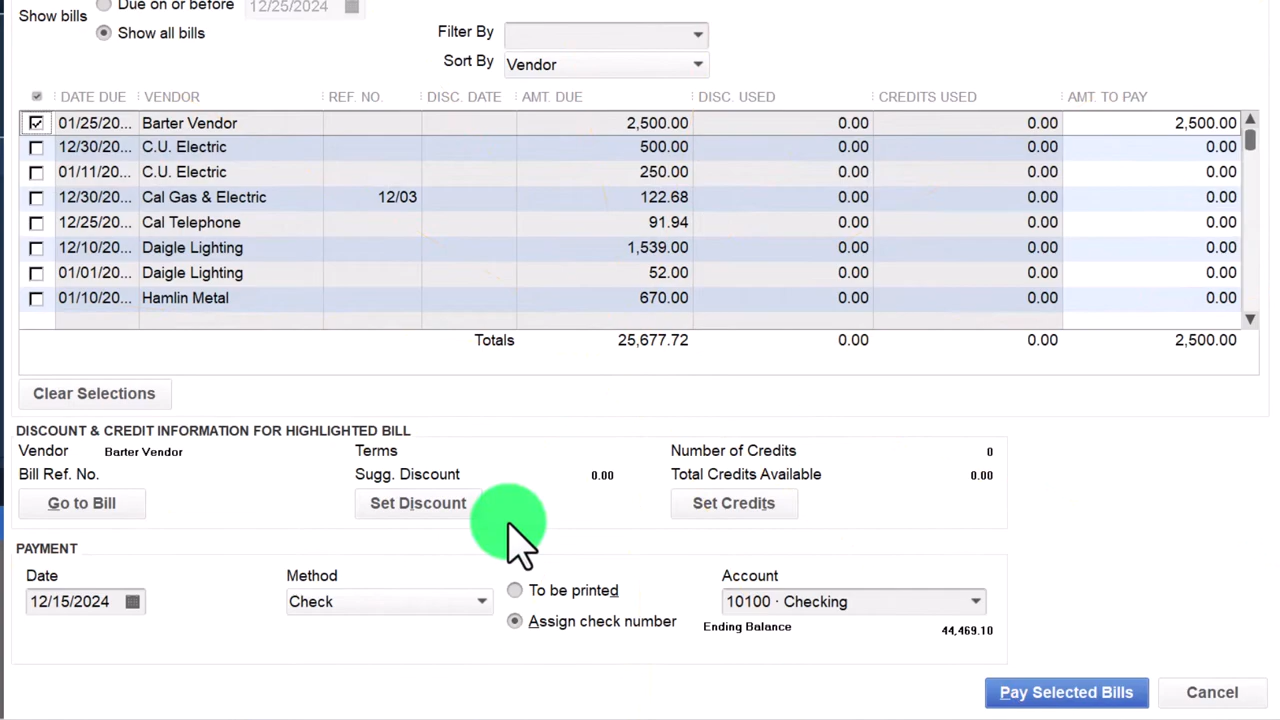 Show bills
Due on or before
12/25/2024
Show all bills
Filter By
Sort By
Vendor
DATE DUE VENDOR REF. NO. DISC. DATE AMT. DUE DISC. USED CREDITS USED AMT. TO PAY
01/25/20... Barter Vendor 2,500.00 0.00 0.00 2,500.00
12/30/20... C.U. Electric 500.00 0.00 0.00 0.00
01/11/20... C.U. Electric 250.00 0.00 0.00 0.00
12/30/20... Cal Gas & Electric 12/03 122.68 0.00 0.00 0.00
12/25/20... Cal Telephone 91.94 0.00 0.00 0.00
12/10/20... Daigle Lighting 1,539.00 0.00 0.00 0.00
01/01/20... Daigle Lighting 52.00 0.00 0.00 0.00
01/10/20... Hamlin Metal 670.00 0.00 0.00 0.00
Totals 25,677.72 0.00 0.00 2,500.00
Clear Selections
DISCOUNT & CREDIT INFORMATION FOR HIGHLIGHTED BILL
Vendor Barter Vendor Terms Number of Credits 0
Bill Ref. No. Sugg. Discount 0.00 Total Credits Available 0.00
Go to Bill Set Discount Set Credits
PAYMENT
Date Method To be printed Account
12/15/2024 Check 10100 · Checking
Assign check number Ending Balance 44,469.10
Pay Selected Bills Cancel